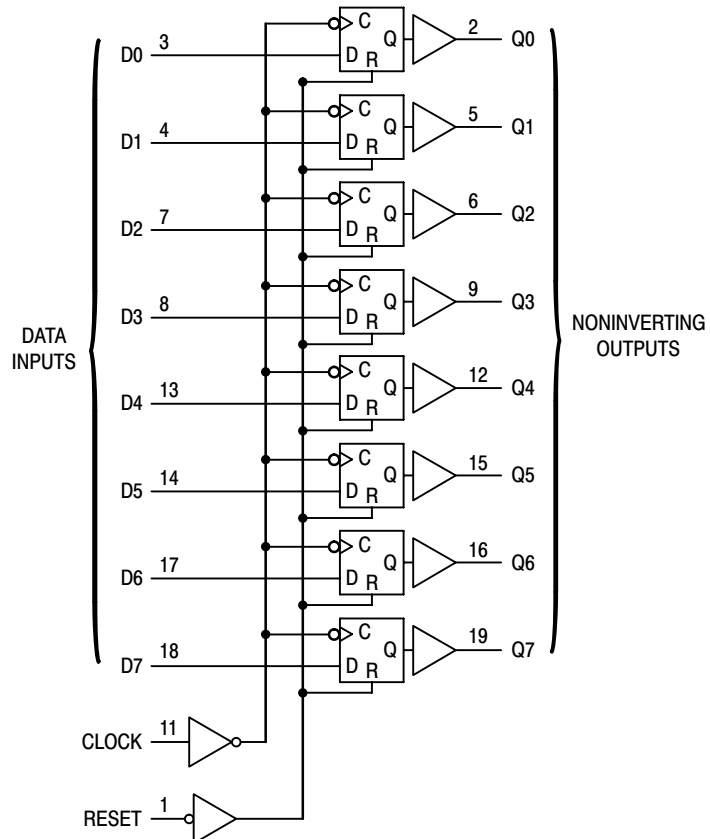 C
Q
D
R
2
Q0
D0
3
C
Q
D
R
5
Q1
D1
4
C
Q
D
R
6
Q2
D2
7
C
Q
D
R
9
Q3
D3
8
DATA
INPUTS
NONINVERTING
OUTPUTS
C
Q
D
R
12
Q4
D4
13
C
Q
D
R
15
Q5
D5
14
C
Q
D
R
16
Q6
D6
17
C
Q
D
R
19
Q7
D7
18
CLOCK
11
RESET
1